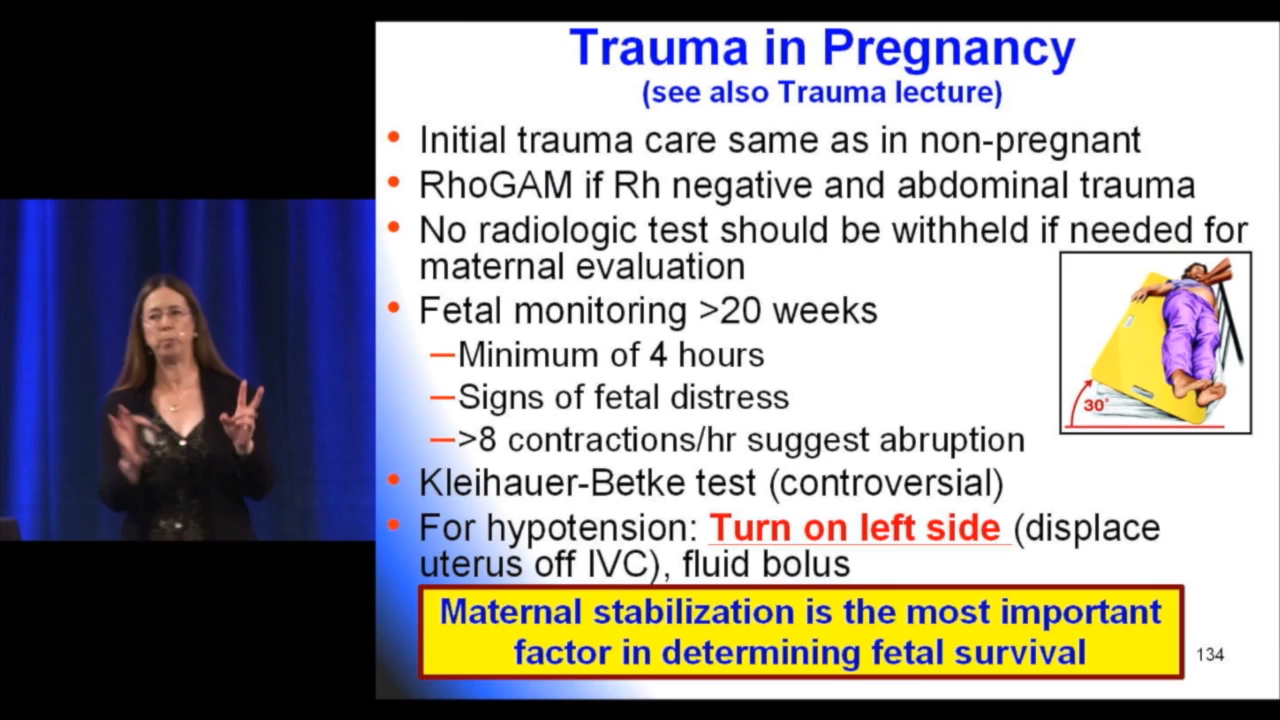 Trauma in Pregnancy
(see also Trauma lecture)
• Initial trauma care same as in non-pregnant
• RhoGAM if Rh negative and abdominal trauma
• No radiologic test should be withheld if needed for
maternal evaluation
• Fetal monitoring >20 weeks
–Minimum of 4 hours
–Signs of fetal distress
–>8 contractions/hr suggest abruption
• Kleihauer-Betke test (controversial)
• For hypotension: Turn on left side (displace
uterus off IVC), fluid bolus
30°
Maternal stabilization is the most important
factor in determining fetal survival
134